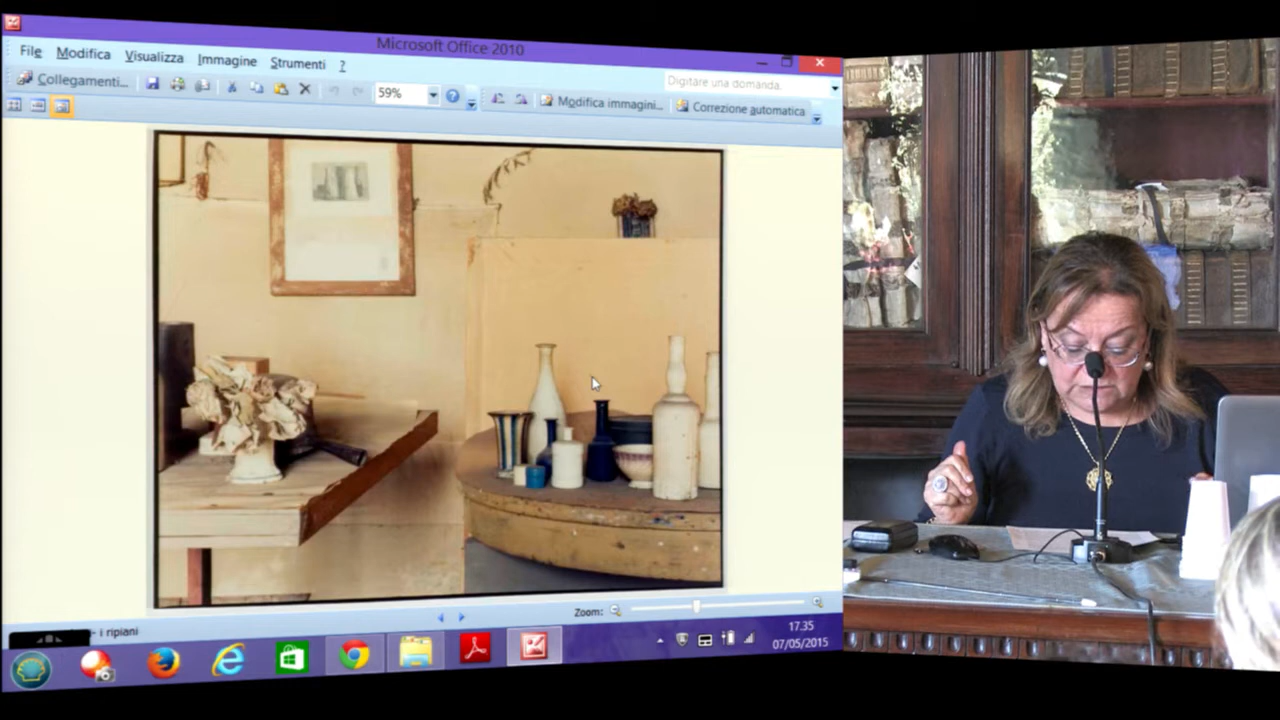 Microsoft Office 2010
File Modifica Visualizza Immagine Strumenti ?
Collegamenti... 59% Modifica immagini... Correzione automatica
Digitare una domanda.
- i ripiani
Zoom:
17.35
07/05/2015